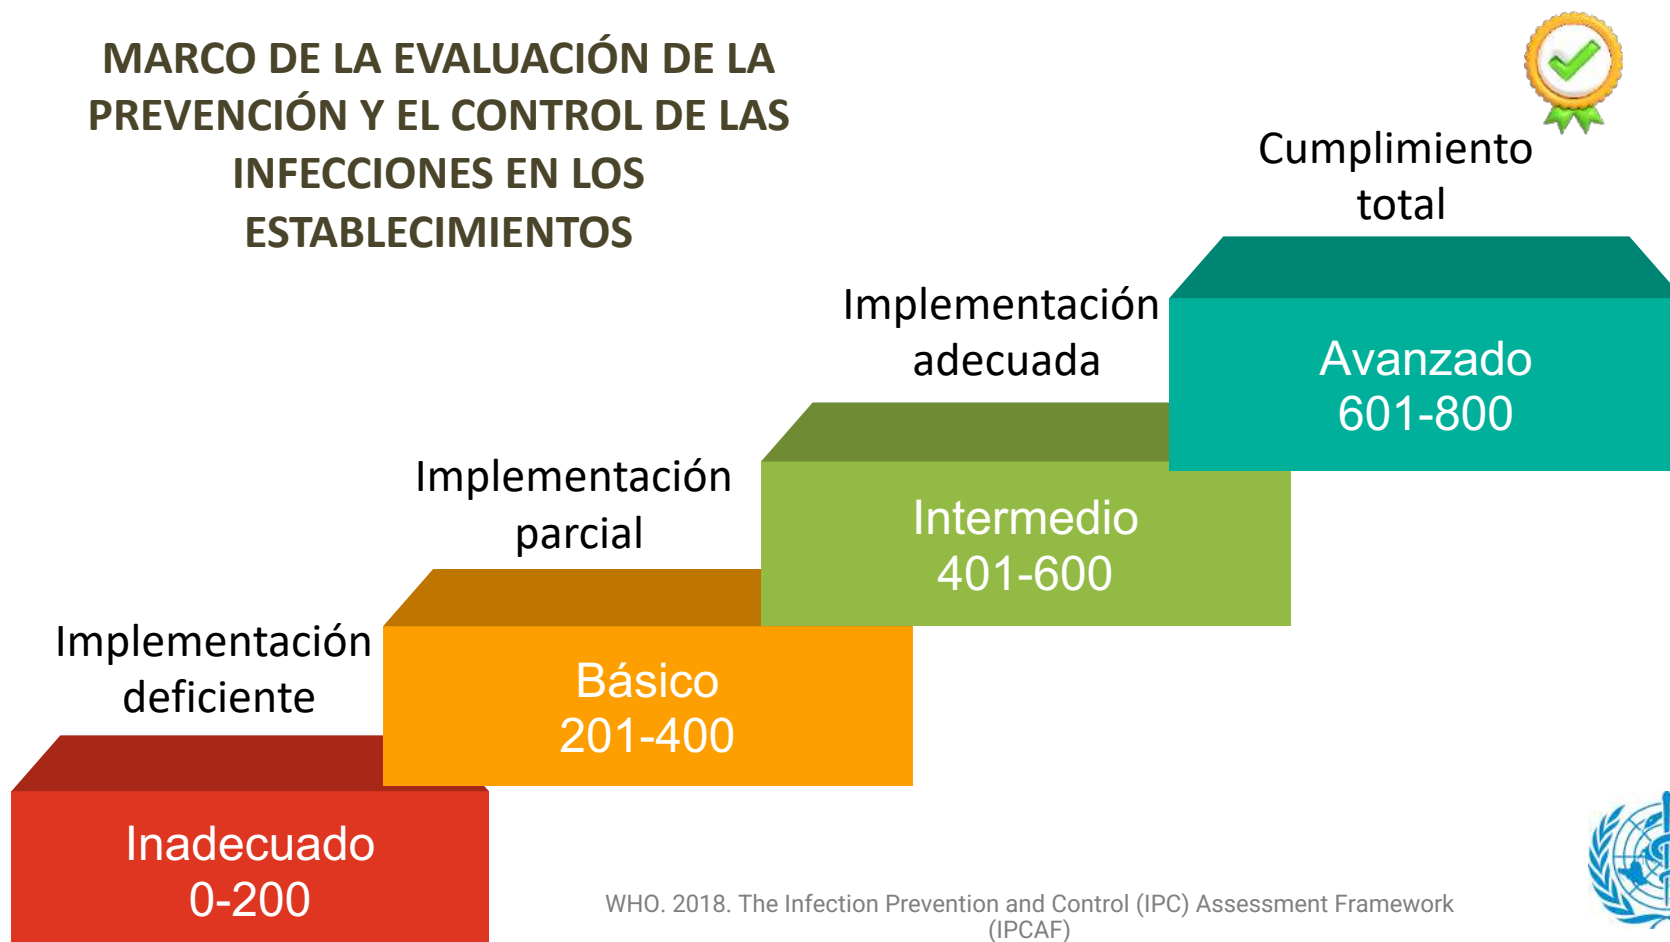 MARCO DE LA EVALUACIÓN DE LA
PREVENCIÓN Y EL CONTROL DE LAS
INFECCIONES EN LOS
ESTABLECIMIENTOS
Cumplimiento
total
Avanzado
601-800
Implementación
adecuada
Intermedio
401-600
Implementación
parcial
Básico
201-400
Implementación
deficiente
Inadecuado
0-200
WHO. 2018. The Infection Prevention and Control (IPC) Assessment Framework
(IPCAF)